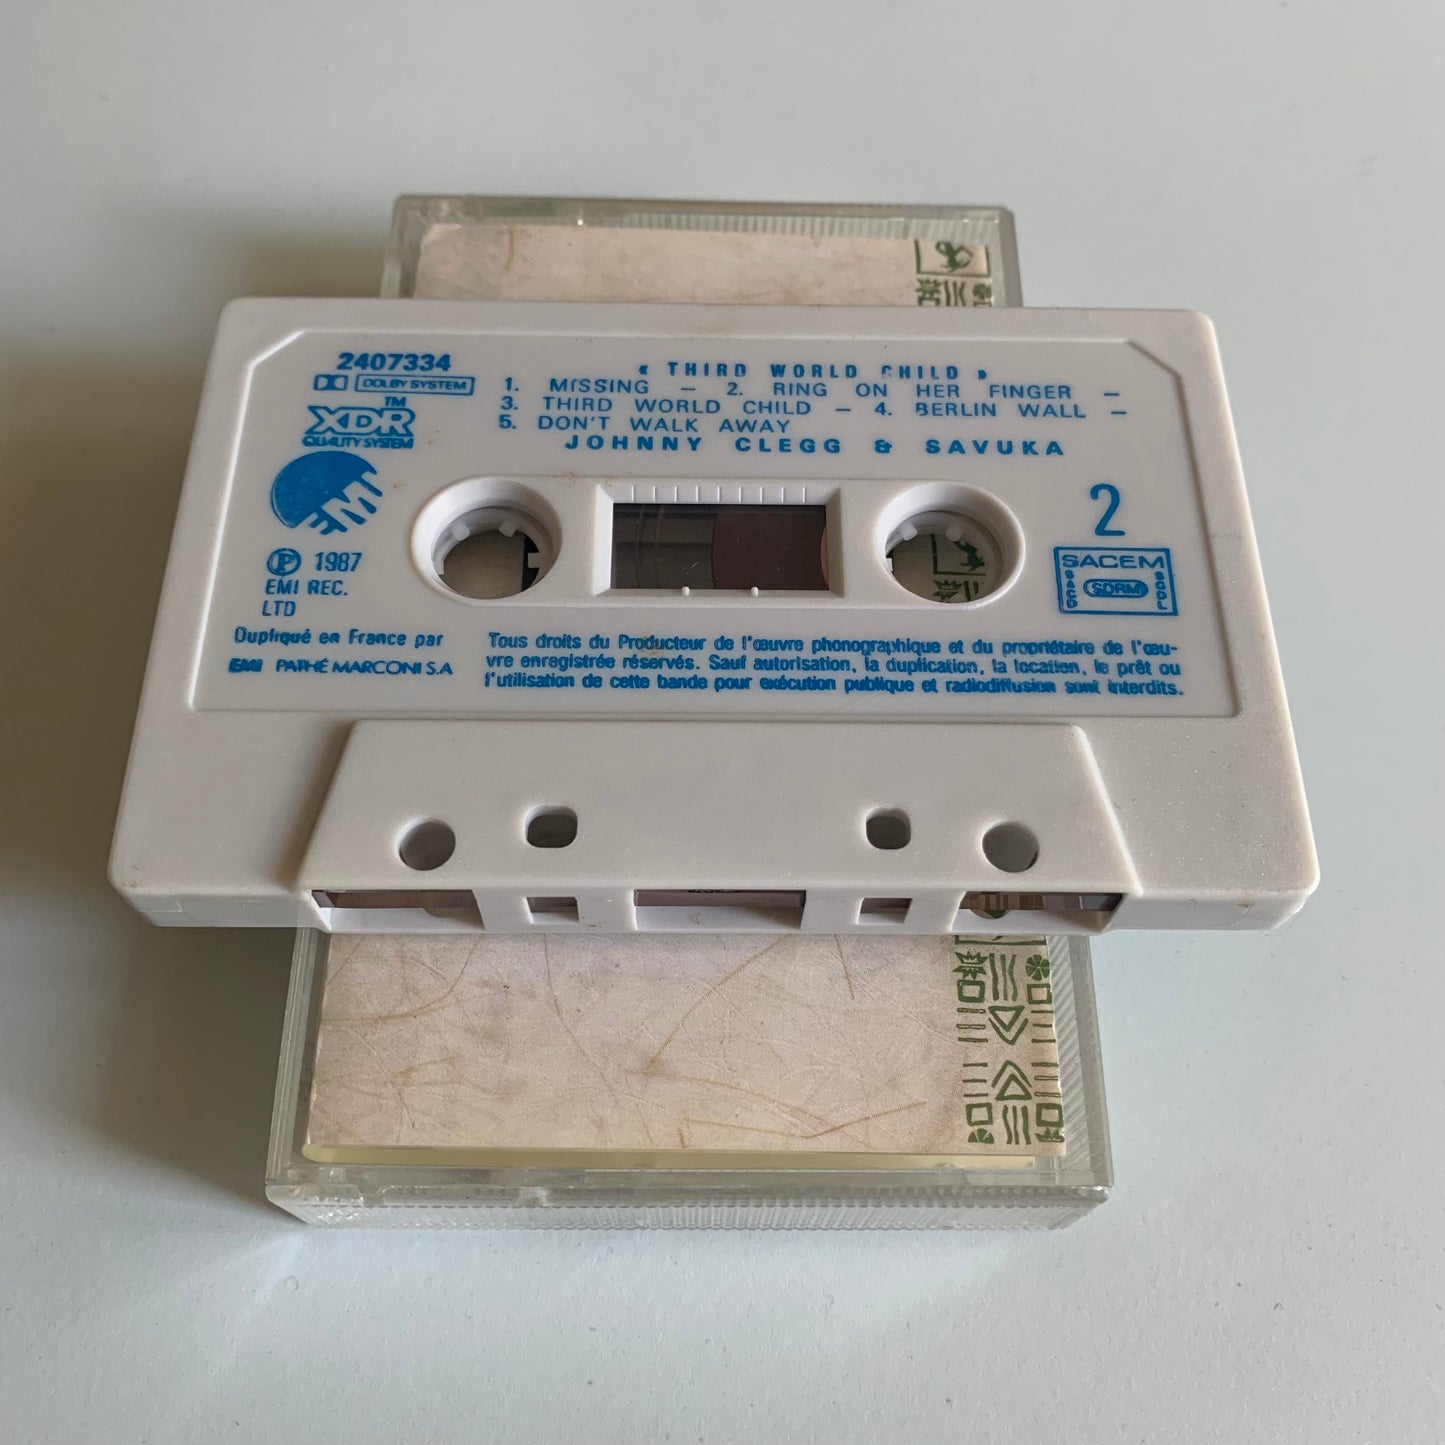 2407334
DOLBY SYSTEM
XDR™
QUALITY SYSTEM
EMI
Ⓟ 1987
EMI REC.
LTD
Dupliqué en France par
EMI PATHÉ MARCONI S.A
« THIRD WORLD CHILD »
1. MISSING – 2. RING ON HER FINGER –
3. THIRD WORLD CHILD – 4. BERLIN WALL –
5. DON'T WALK AWAY
JOHNNY CLEGG & SAVUKA
2
SACEM
SACD SDRM SGDL
Tous droits du Producteur de l'œuvre phonographique et du propriétaire de l'œu-
vre enregistrée réservés. Sauf autorisation, la duplication, la location, le prêt ou
l'utilisation de cette bande pour exécution publique et radiodiffusion sont interdits.